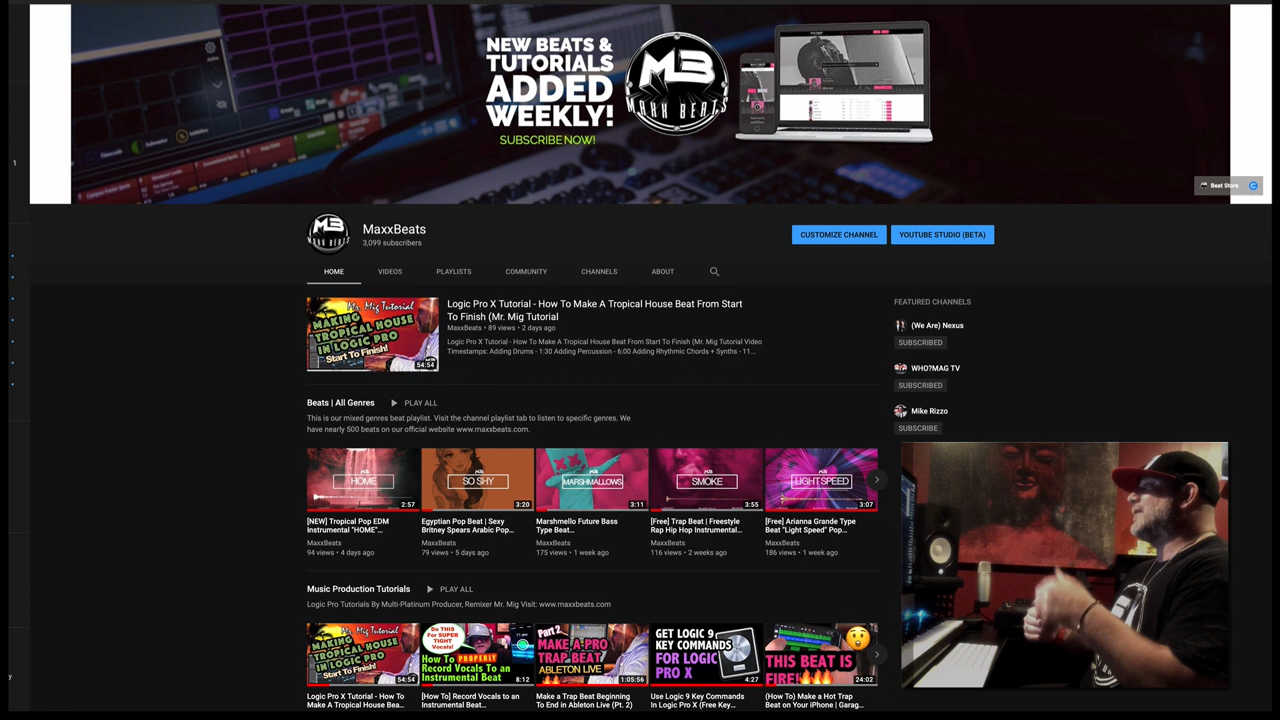 NEW BEATS &
TUTORIALS
ADDED
WEEKLY!
SUBSCRIBE NOW!
MB
MAXX BEATS
Beat Store
1
MB
MAXX BEATS
MaxxBeats
3,099 subscribers
CUSTOMIZE CHANNEL
YOUTUBE STUDIO (BETA)
HOME VIDEOS PLAYLISTS COMMUNITY CHANNELS ABOUT
Mr. Mig Tutorial
MAKING
TROPICAL HOUSE
IN LOGIC PRO
Start To Finish!
54:54
Logic Pro X Tutorial - How To Make A Tropical House Beat From Start
To Finish (Mr. Mig Tutorial
MaxxBeats • 89 views • 2 days ago
Logic Pro X Tutorial - How To Make A Tropical House Beat From Start To Finish (Mr. Mig Tutorial Video
Timestamps: Adding Drums - 1:30 Adding Percussion - 6:00 Adding Rhythmic Chords + Synths - 11...
FEATURED CHANNELS
(We Are) Nexus
SUBSCRIBED
WHO?MAG TV
SUBSCRIBED
Mike Rizzo
SUBSCRIBE
Beats | All Genres PLAY ALL
This is our mixed genres beat playlist. Visit the channel playlist tab to listen to specific genres. We
have nearly 500 beats on our official website www.maxxbeats.com.
HOME
2:57
[NEW] Tropical Pop EDM
Instrumental "HOME"...
MaxxBeats
94 views • 4 days ago
SO SHY
3:20
Egyptian Pop Beat | Sexy
Britney Spears Arabic Pop...
MaxxBeats
79 views • 5 days ago
MARSHMALLOWS
3:11
Marshmello Future Bass
Type Beat...
MaxxBeats
175 views • 1 week ago
SMOKE
3:55
[Free] Trap Beat | Freestyle
Rap Hip Hop Instrumental...
MaxxBeats
116 views • 2 weeks ago
LIGHT SPEED
3:07
[Free] Arianna Grande Type
Beat "Light Speed" Pop...
MaxxBeats
186 views • 1 week ago
Music Production Tutorials PLAY ALL
Logic Pro Tutorials By Multi-Platinum Producer, Remixer Mr. Mig Visit: www.maxxbeats.com
Mr. Mig Tutorial
MAKING
TROPICAL HOUSE
IN LOGIC PRO
Start To Finish!
54:54
Logic Pro X Tutorial - How To
Make A Tropical House Bea...
Do THIS
For SUPER
TIGHT
Vocals!
How To PROPERLY
Record Vocals To an
Instrumental Beat
8:12
[How To] Record Vocals to an
Instrumental Beat...
Part 2
MAKE A PRO
TRAP BEAT
ABLETON LIVE
1:05:56
Make a Trap Beat Beginning
To End in Ableton Live (Pt. 2)
GET LOGIC 9
KEY COMMANDS
FOR LOGIC
PRO X
4:27
Use Logic 9 Key Commands
In Logic Pro X (Free Key...
THIS BEAT IS
FIRE!
24:02
(How To) Make a Hot Trap
Beat on Your iPhone | Garag...
y